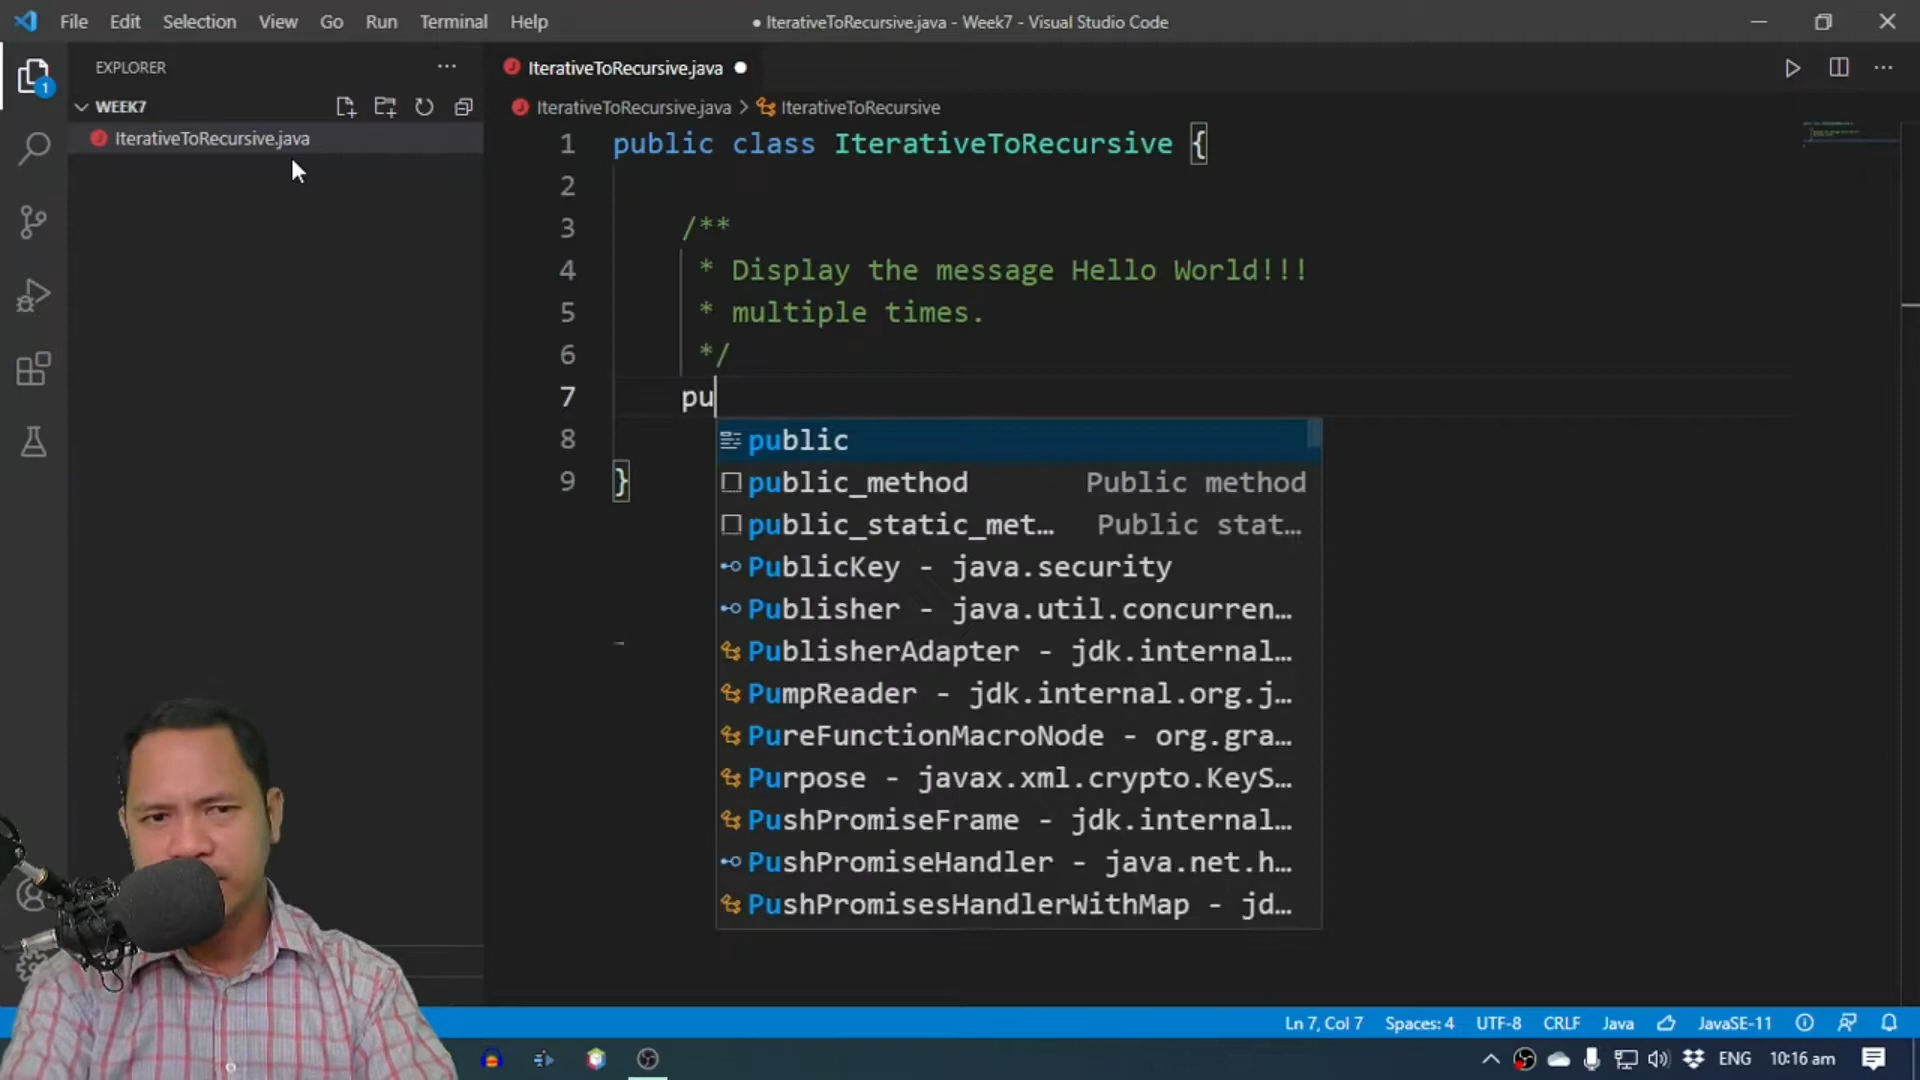 File Edit Selection View Go Run Terminal Help
● IterativeToRecursive.java - Week7 - Visual Studio Code
EXPLORER
1
WEEK7
IterativeToRecursive.java
IterativeToRecursive.java
IterativeToRecursive.java > IterativeToRecursive
1 public class IterativeToRecursive {
2
3 /**
4 * Display the message Hello World!!!
5 * multiple times.
6 */
7 pu
8
9 }
public
public_method Public method
public_static_met… Public stat…
PublicKey - java.security
Publisher - java.util.concurren…
PublisherAdapter - jdk.internal…
PumpReader - jdk.internal.org.j…
PureFunctionMacroNode - org.gra…
Purpose - javax.xml.crypto.KeyS…
PushPromiseFrame - jdk.internal…
PushPromiseHandler - java.net.h…
PushPromisesHandlerWithMap - jd…
Ln 7, Col 7 Spaces: 4 UTF-8 CRLF Java JavaSE-11
ENG 10:16 am